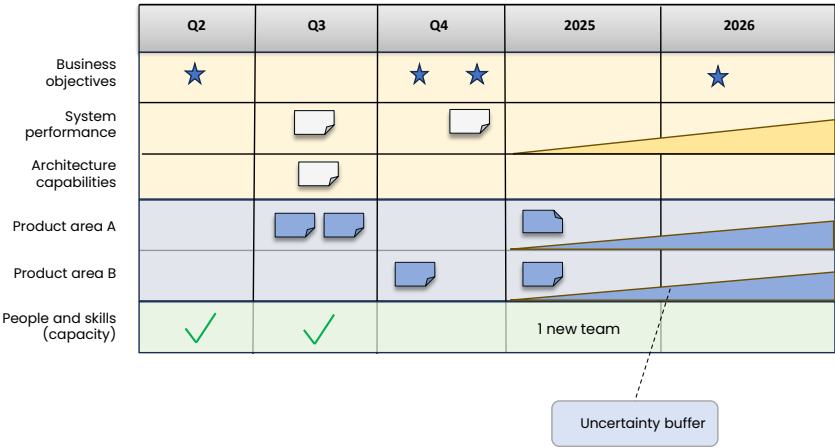 Q2
Q3
Q4
2025
2026
Business
objectives
System
performance
Architecture
capabilities
Product area A
Product area B
People and skills
(capacity)
1 new team
Uncertainty buffer